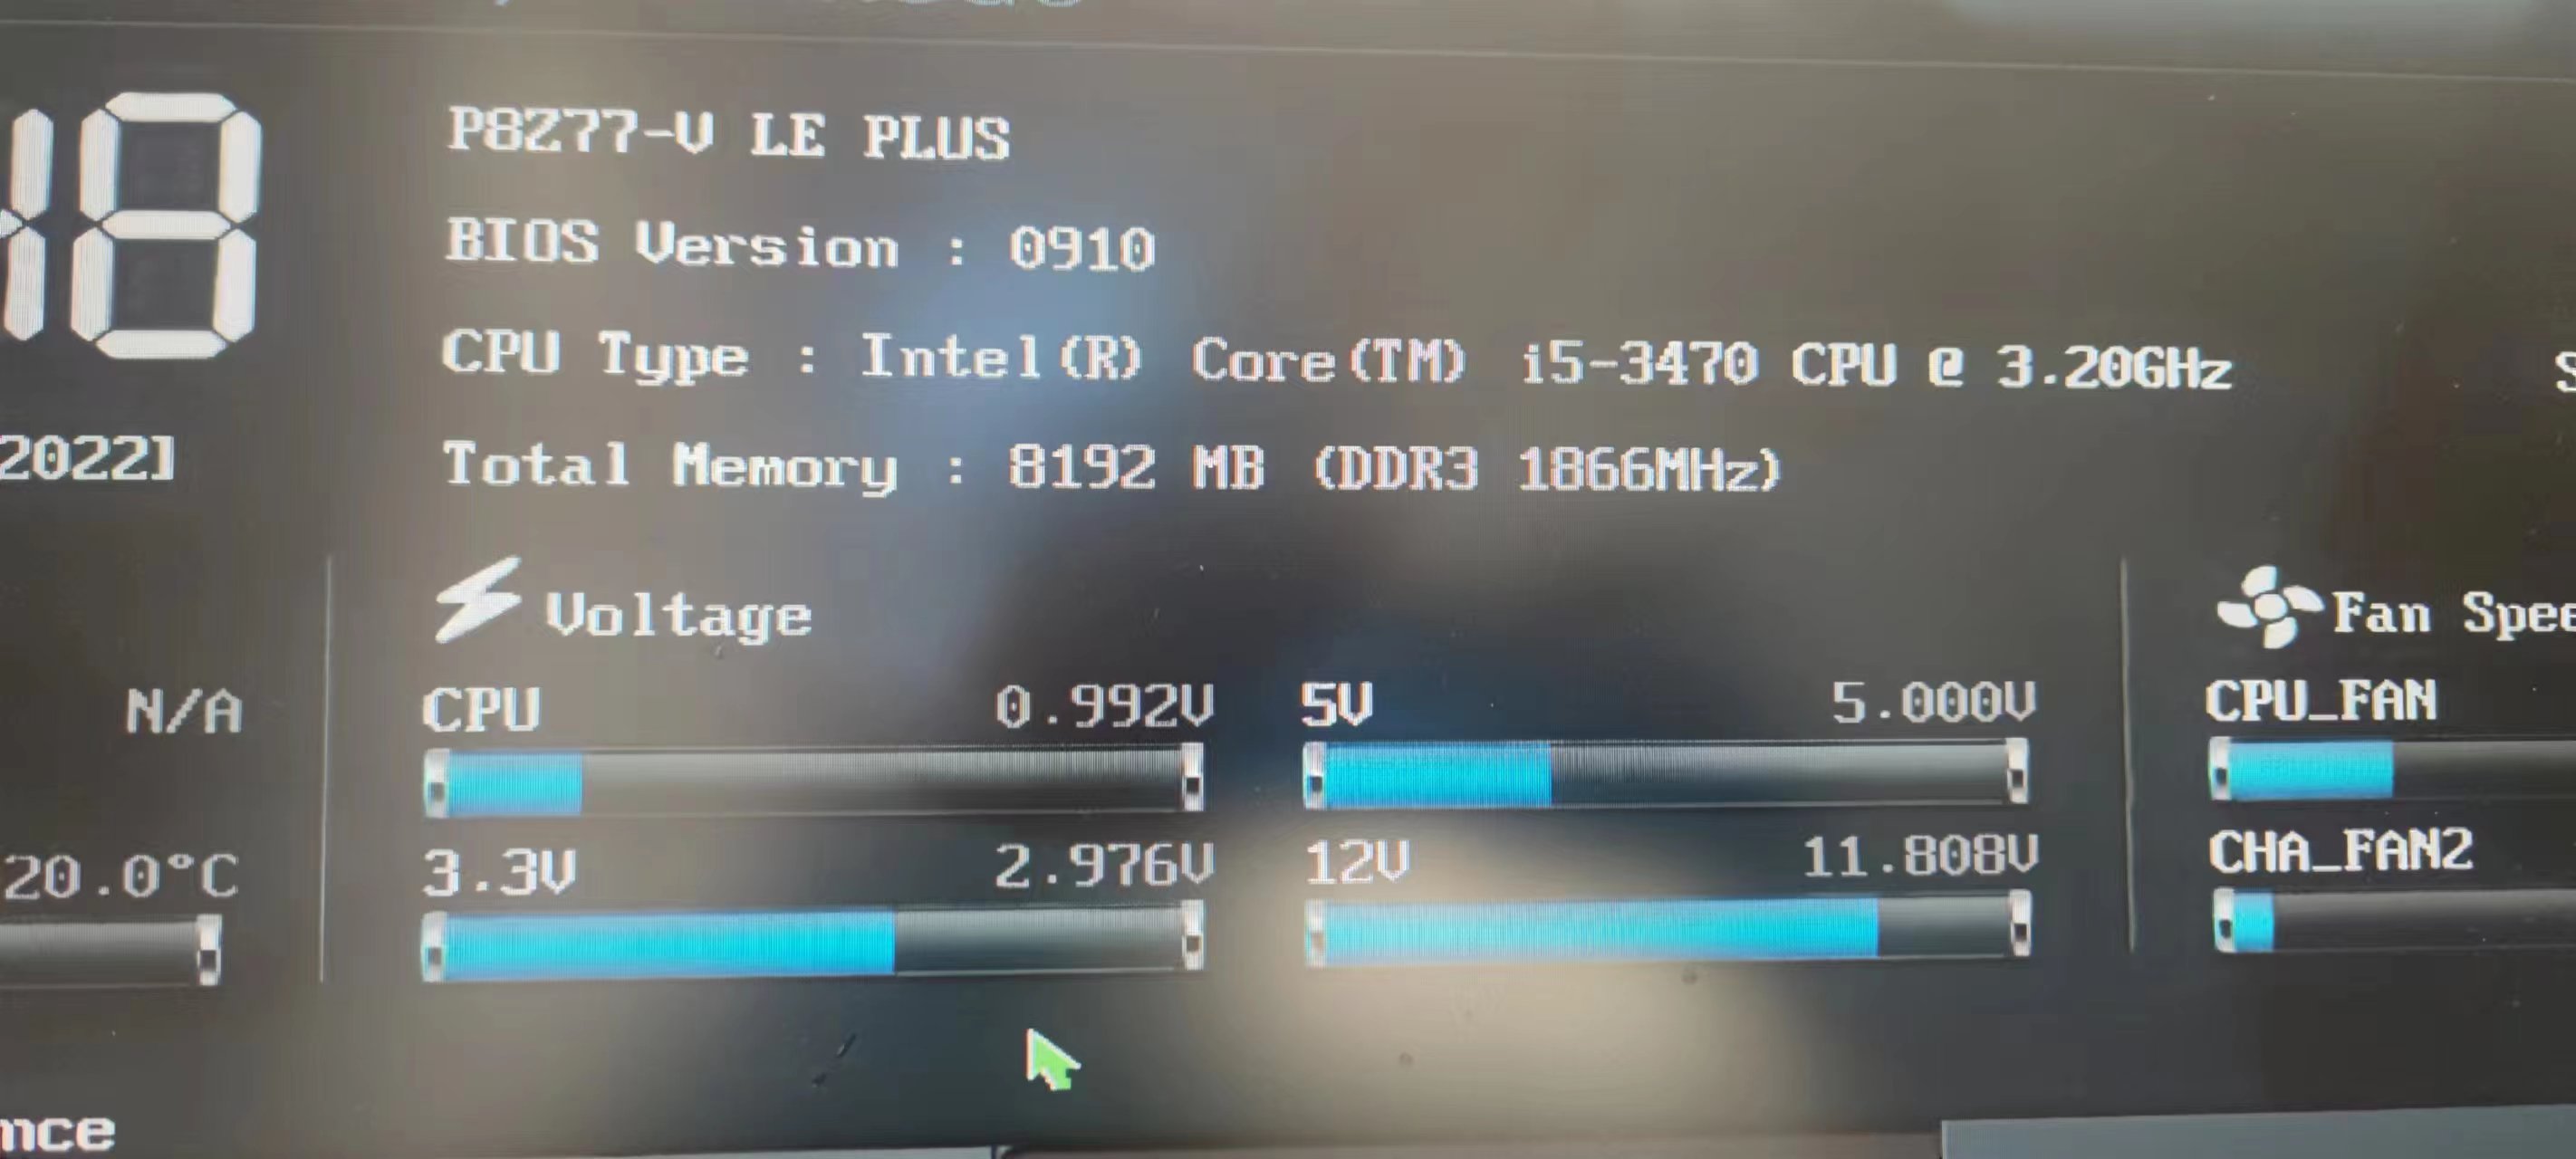 18
P8Z77-V LE PLUS
BIOS Version : 0910
CPU Type : Intel(R) Core(TM) i5-3470 CPU @ 3.20GHz
2022]
Total Memory : 8192 MB (DDR3 1866MHz)
Voltage
Fan Spee
N/A
CPU 0.992V
5V 5.000V
CPU_FAN
20.0°C
3.3V 2.976V
12V 11.808V
CHA_FAN2
nce